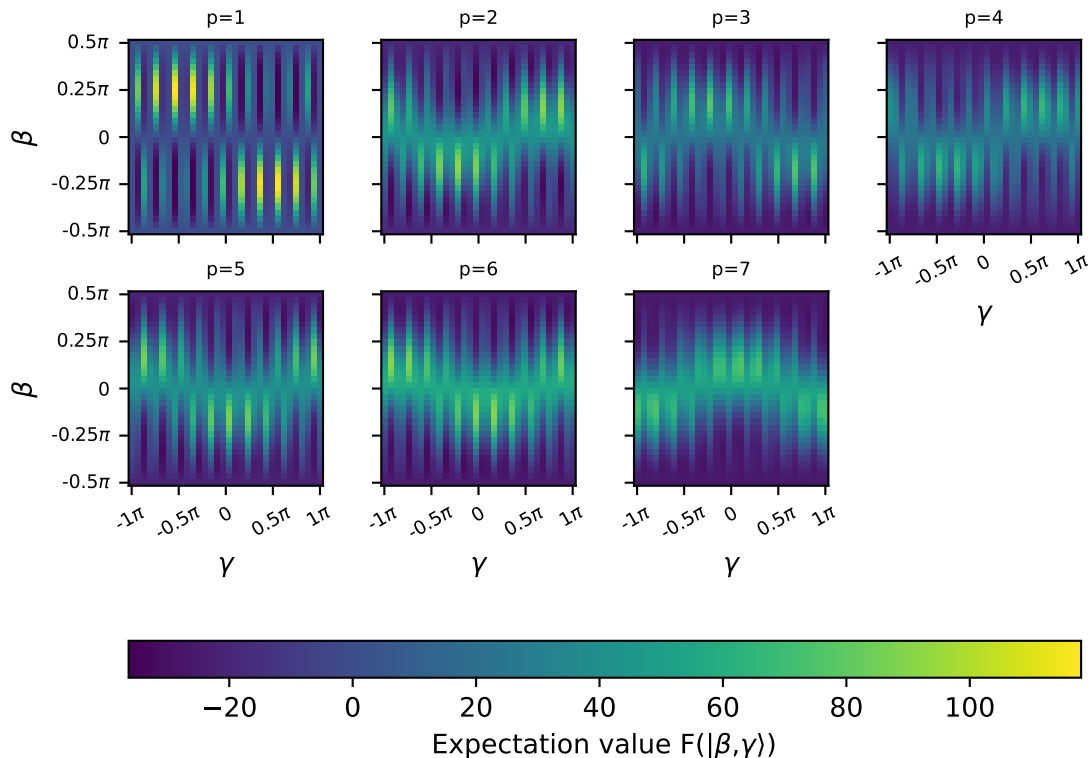 p=1 p=2 p=3 p=4
0.5π
0.25π
0
-0.25π
-0.5π
β
-1π -0.5π 0 0.5π 1π
γ
p=5 p=6 p=7
0.5π
0.25π
0
-0.25π
-0.5π
β
-1π -0.5π 0 0.5π 1π -1π -0.5π 0 0.5π 1π -1π -0.5π 0 0.5π 1π
γ γ γ
−20 0 20 40 60 80 100
Expectation value F(|β,γ⟩)